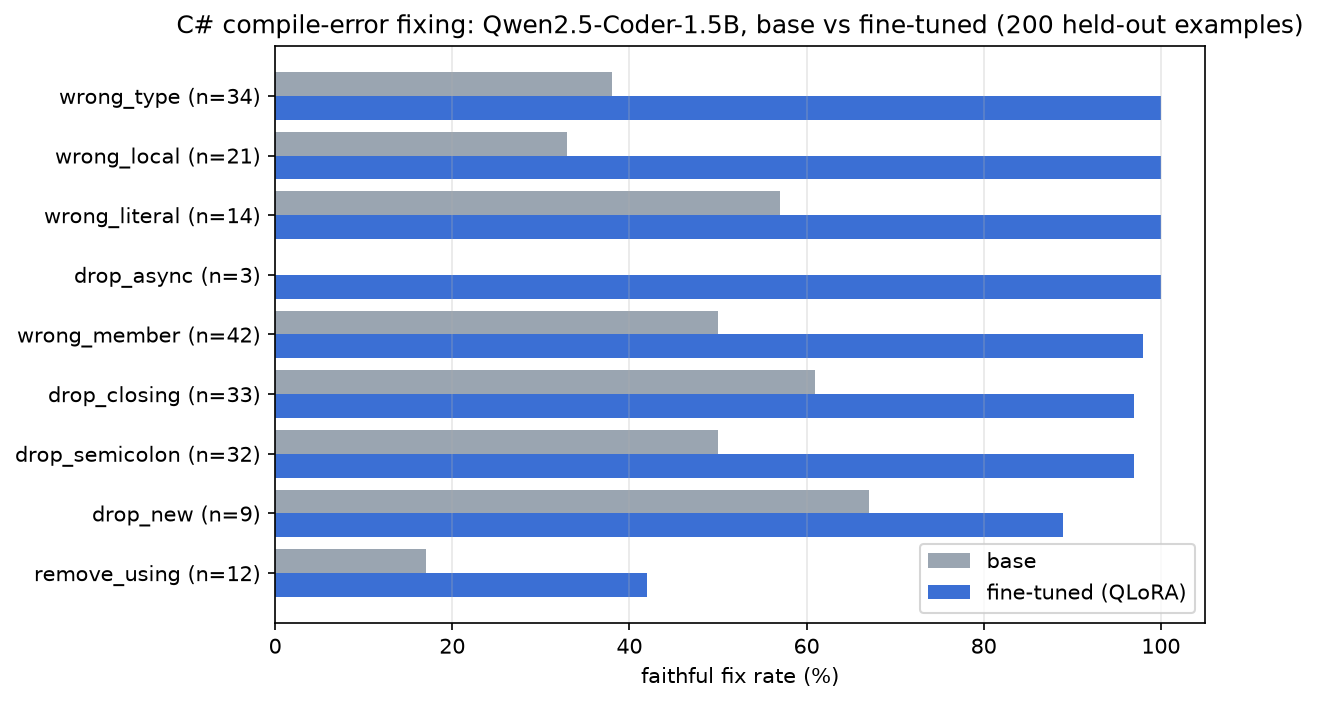 C# compile-error fixing: Qwen2.5-Coder-1.5B, base vs fine-tuned (200 held-out examples)
wrong_type (n=34)
wrong_local (n=21)
wrong_literal (n=14)
drop_async (n=3)
wrong_member (n=42)
drop_closing (n=33)
drop_semicolon (n=32)
drop_new (n=9)
remove_using (n=12)
base
fine-tuned (QLoRA)
0 20 40 60 80 100
faithful fix rate (%)